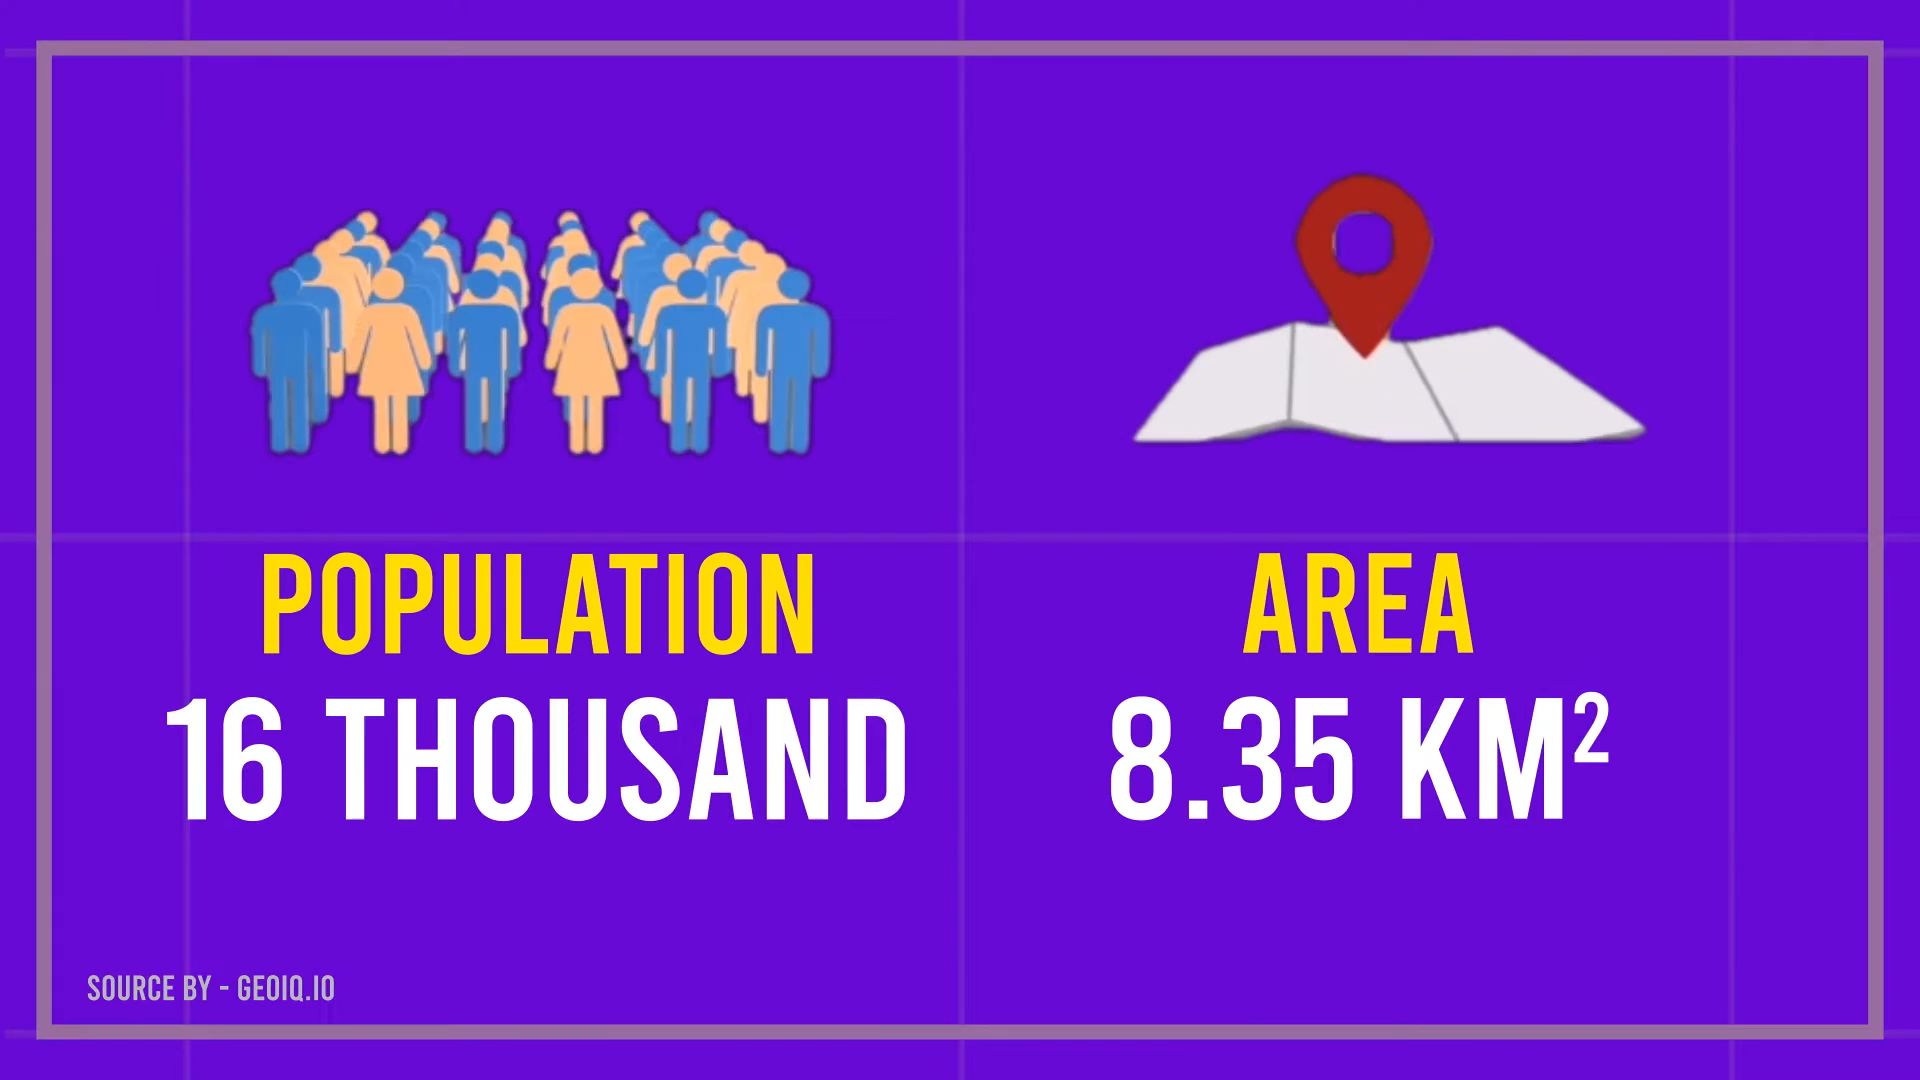 POPULATION
16 THOUSAND
AREA
8.35 KM²
SOURCE BY - GEOIQ.IO